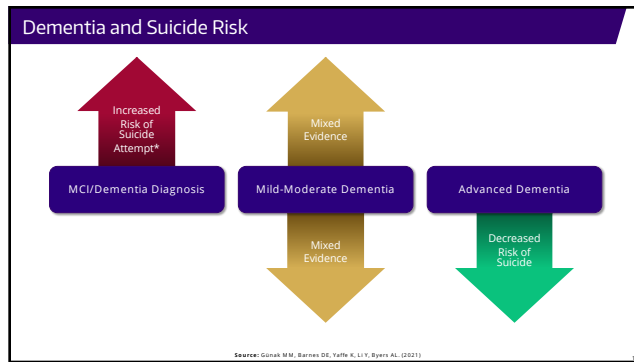 Dementia and Suicide Risk
Increased
Risk of
Suicide
Attempt*
Mixed
Evidence
MCI/Dementia Diagnosis
Mild-Moderate Dementia
Advanced Dementia
Mixed
Evidence
Decreased
Risk of
Suicide
Source: Günak MM, Barnes DE, Yaffe K, Li Y, Byers AL. (2021)